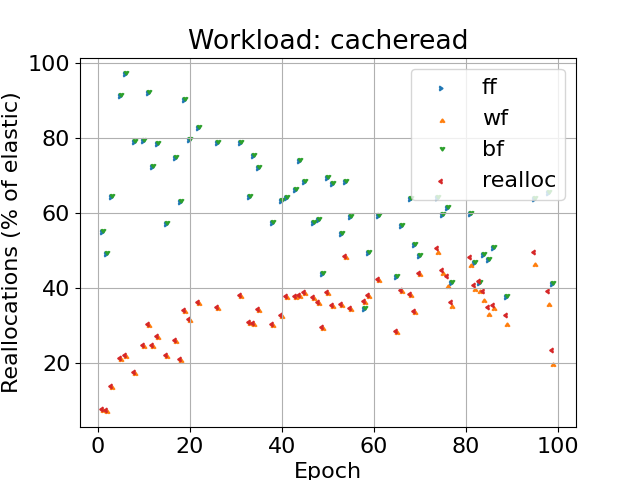 Workload: cacheread
Reallocations (% of elastic)
100
80
60
40
20
0
20
40
60
80
100
Epoch
ff
wf
bf
realloc